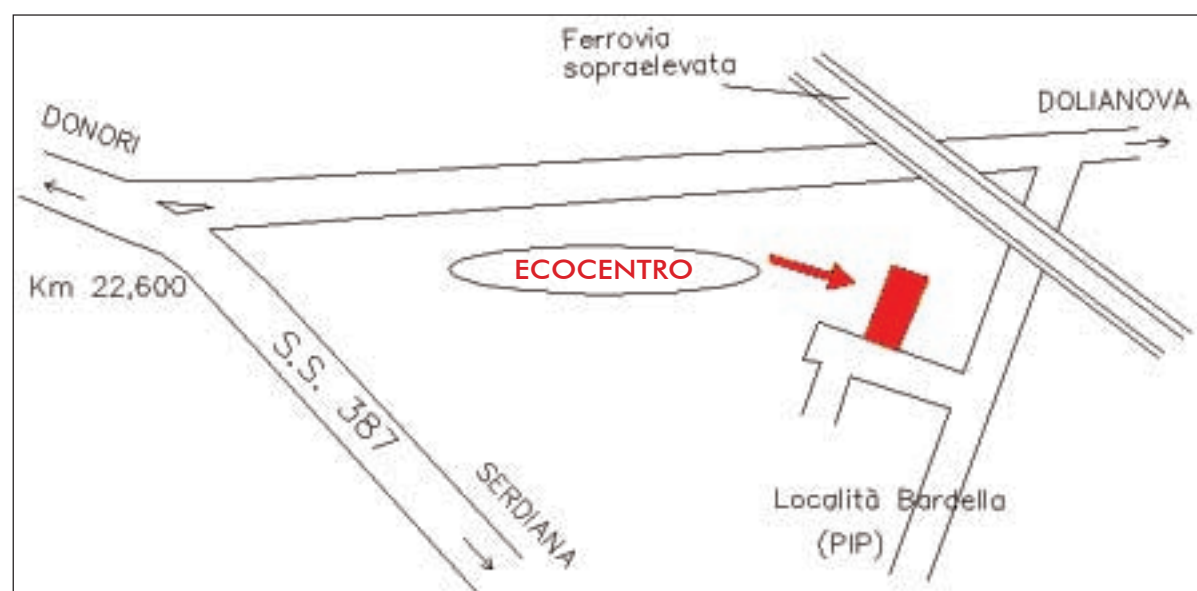 Ferrovia
sopraelevata
DOLIANOVA
DONORI
ECOCENTRO
Km 22,600
S.S. 387
SERDIANA
Località Bardella
(PIP)